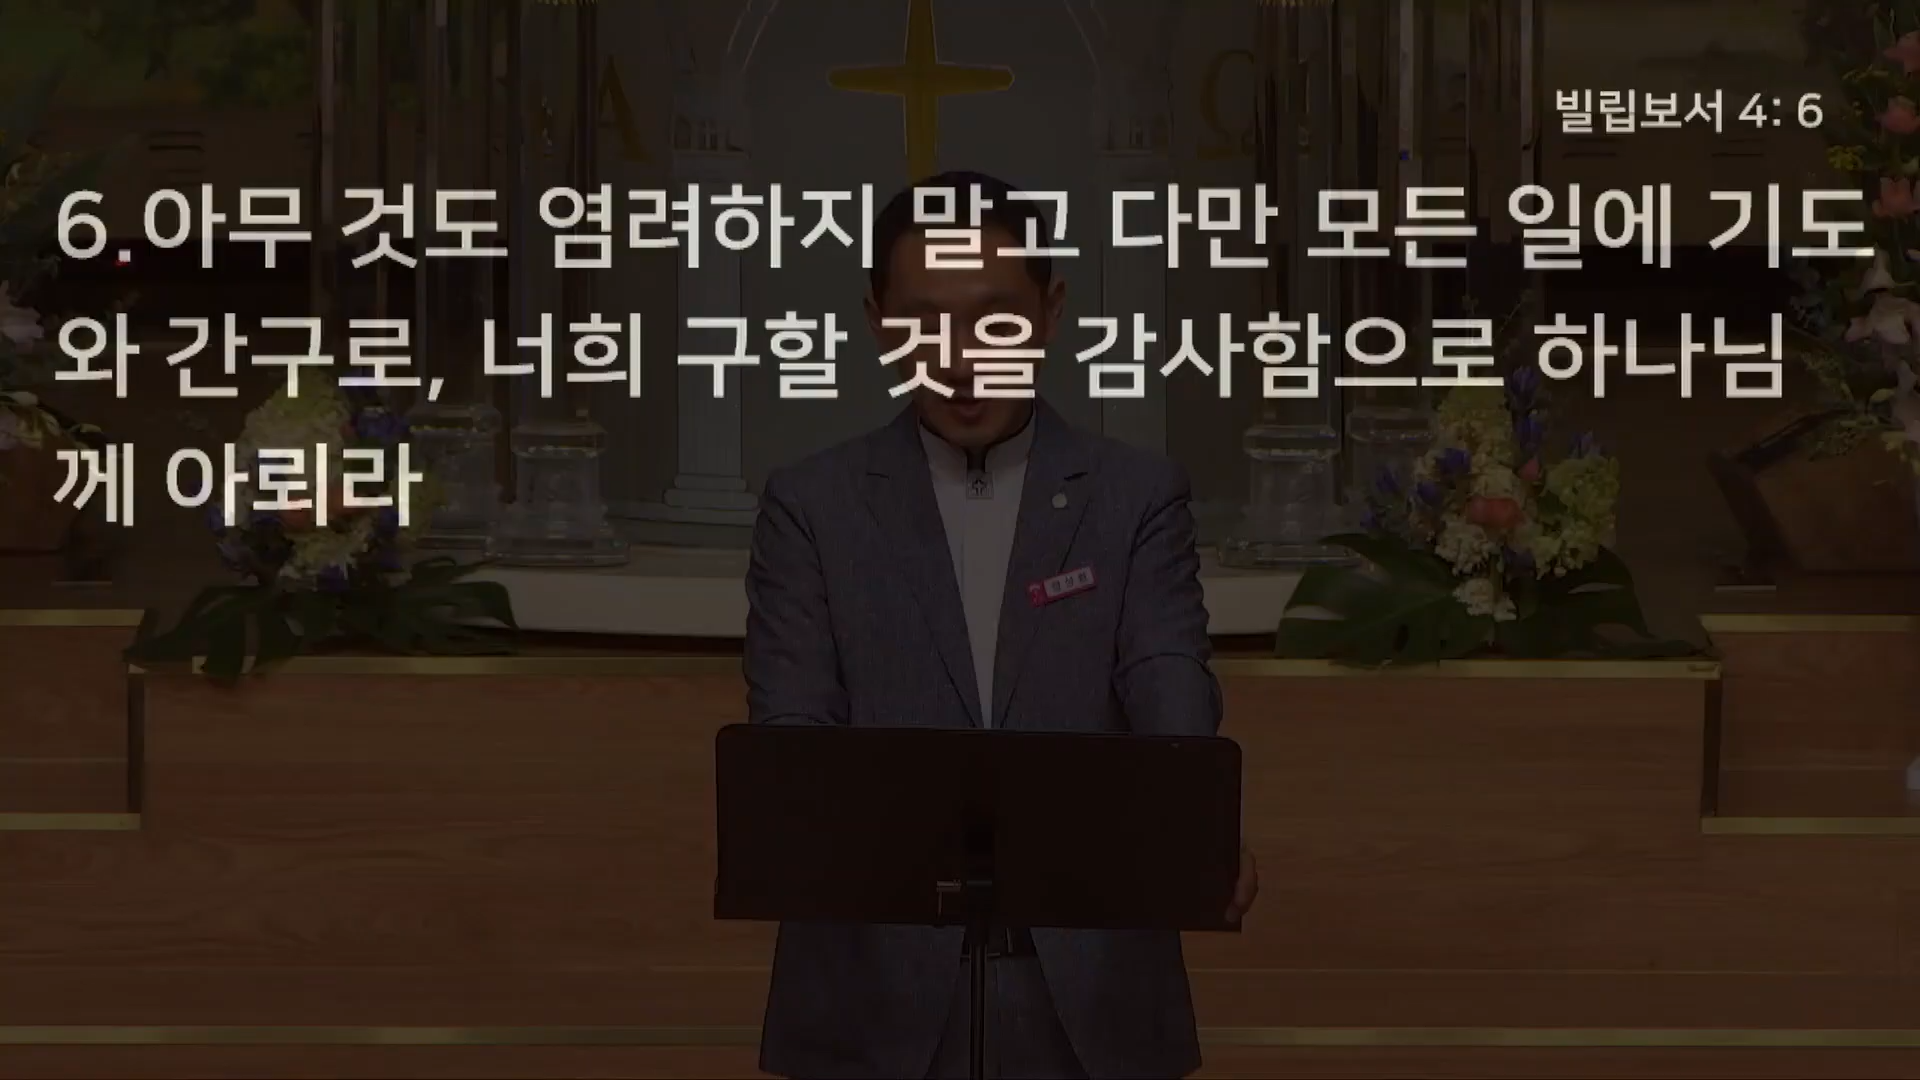 빌립보서 4: 6
6.아무 것도 염려하지 말고 다만 모든 일에 기도
와 간구로, 너희 구할 것을 감사함으로 하나님
께 아뢰라
Α Ω